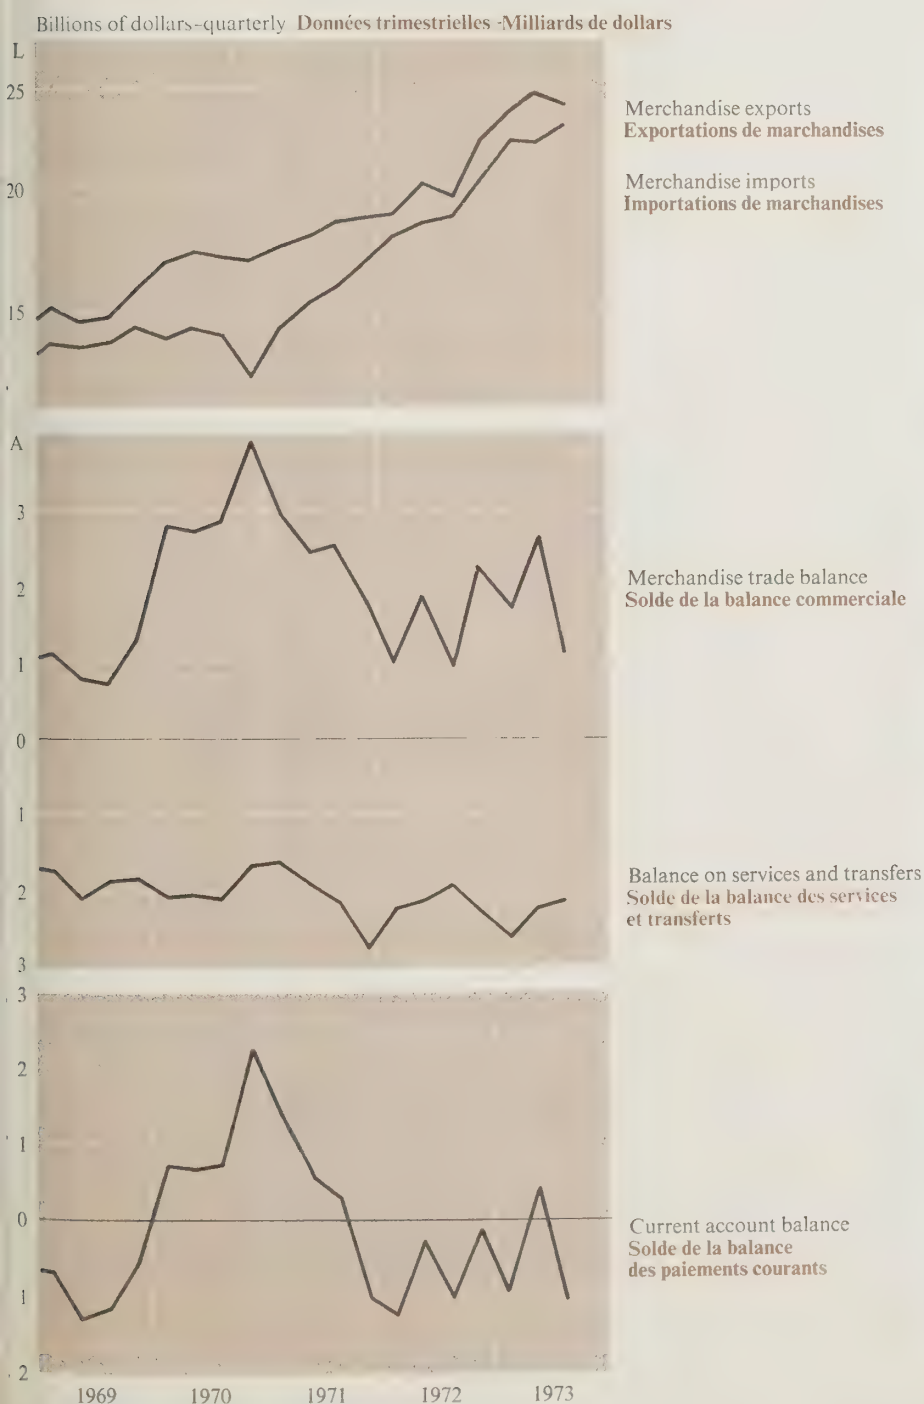 Billions of dollars-quarterly Données trimestrielles -Milliards de dollars
L
25
20
15
Merchandise exports
Exportations de marchandises
Merchandise imports
Importations de marchandises
A
3
2
1
0
1
2
3
Merchandise trade balance
Solde de la balance commerciale
Balance on services and transfers
Solde de la balance des services
et transferts
3
2
1
0
1
2
Current account balance
Solde de la balance
des paiements courants
1969 1970 1971 1972 1973